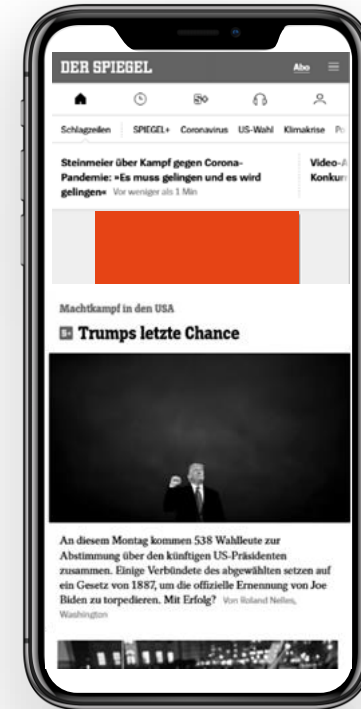 DER SPIEGEL
Abo
Schlagzeilen SPIEGEL+ Coronavirus US-Wahl Klimakrise
Steinmeier über Kampf gegen Corona-
Pandemie: »Es muss gelingen und es wird
gelingen« Vor weniger als 1 Min
Machtkampf in den USA
S+ Trumps letzte Chance
An diesem Montag kommen 538 Wahlleute zur
Abstimmung über den künftigen US-Präsidenten
zusammen. Einige Verbündete des abgewählten setzen auf
ein Gesetz von 1887, um die offizielle Ernennung von Joe
Biden zu torpedieren. Mit Erfolg? Von Roland Nelles,
Washington